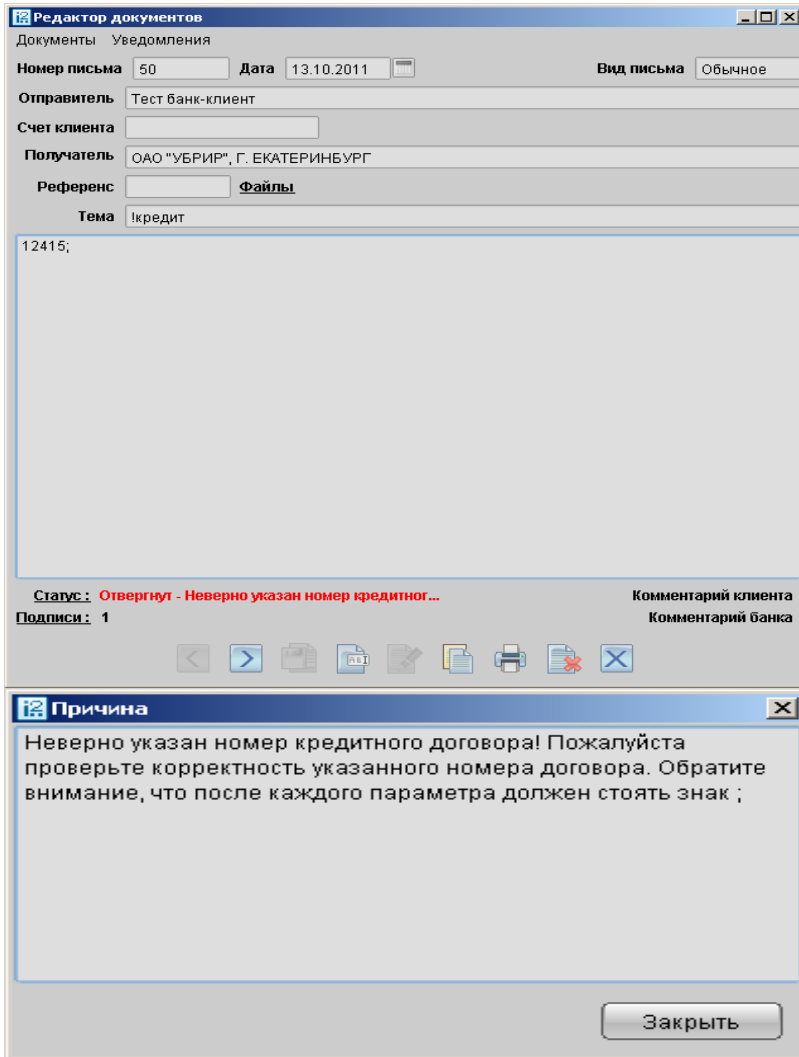 Редактор документов
Документы Уведомления
Номер письма 50 Дата 13.10.2011 Вид письма Обычное
Отправитель Тест банк-клиент
Счет клиента
Получатель ОАО "УБРИР", Г. ЕКАТЕРИНБУРГ
Референс Файлы
Тема !кредит
12415;
Статус : Отвергнут - Неверно указан номер кредитног... Комментарий клиента
Подписи : 1 Комментарий банка
Причина
Неверно указан номер кредитного договора! Пожалуйста
проверьте корректность указанного номера договора. Обратите
внимание, что после каждого параметра должен стоять знак ;
Закрыть